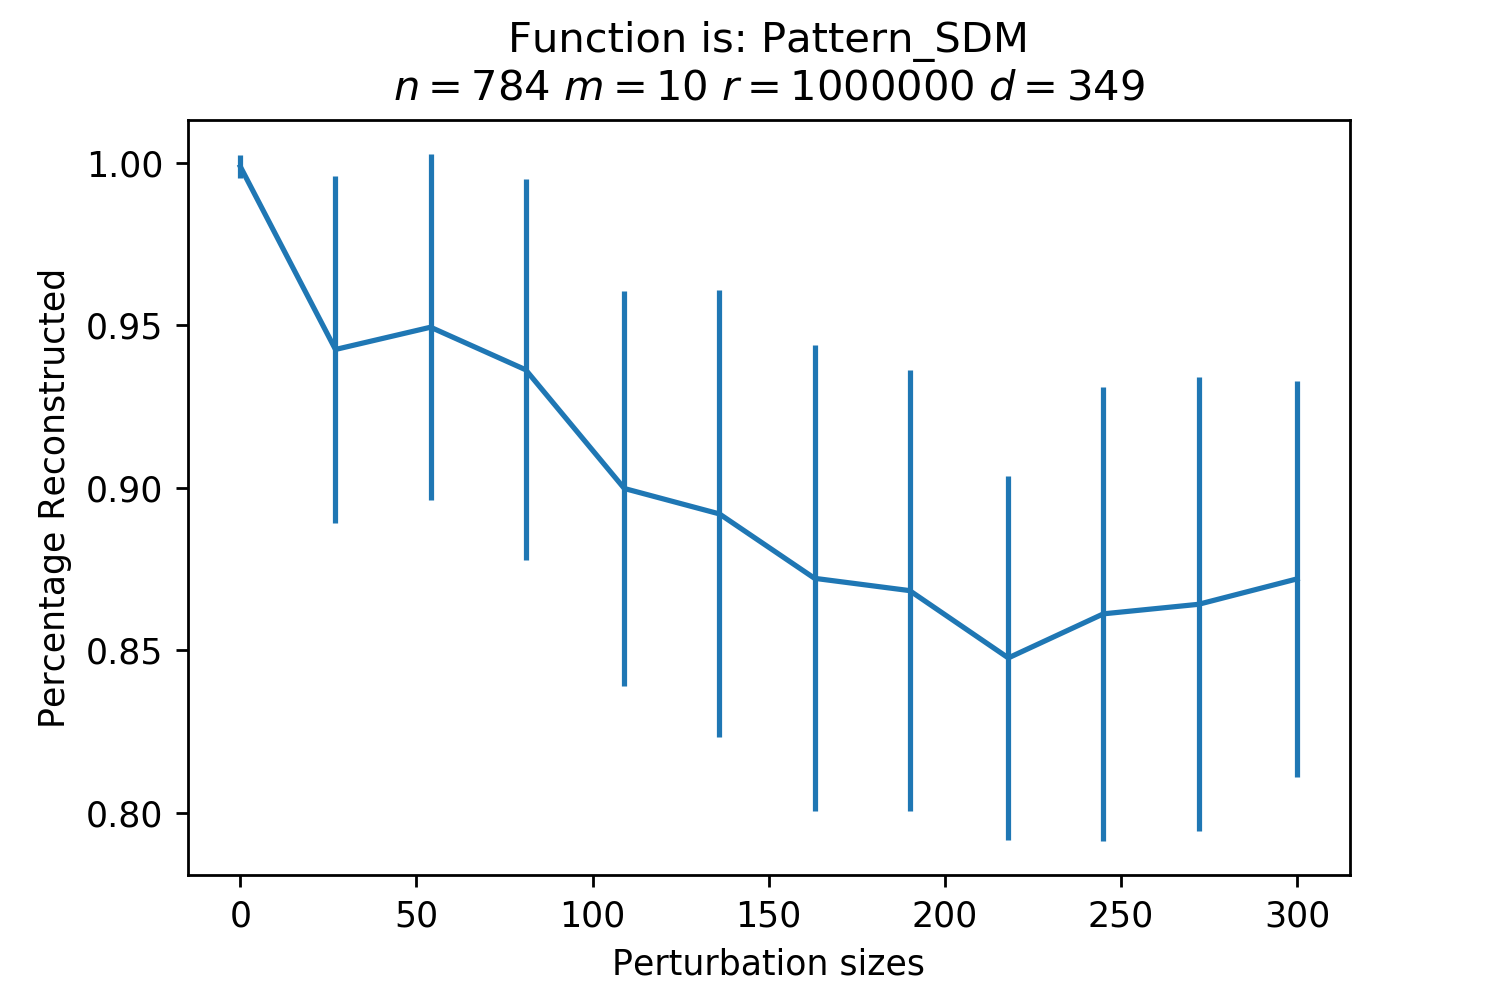 Function is: Pattern_SDM
n = 784 m = 10 r = 1000000 d = 349
1.00
0.95
0.90
0.85
0.80
Percentage Reconstructed
0 50 100 150 200 250 300
Perturbation sizes